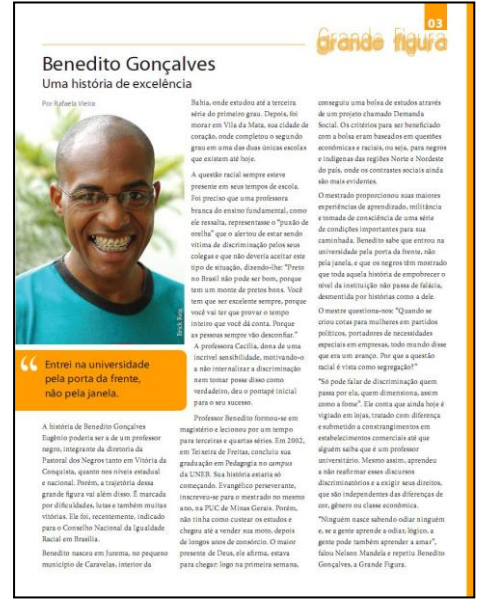 03
Grande Figura
Benedito Gonçalves
Uma história de excelência
Por Rafaela Vieira
Erick Reis
“ Entrei na universidade
pela porta da frente,
não pela janela.
A história de Benedito Gonçalves
Eugênio poderia ser a de um professor
negro, integrante da diretoria da
Pastoral dos Negros tanto em Vitória da
Conquista, quanto nos níveis estadual
e nacional. Porém, a trajetória dessa
grande figura vai além disso. É marcada
por dificuldades, lutas e também muitas
vitórias. Ele foi, recentemente, indicado
para o Conselho Nacional da Igualdade
Racial em Brasília.
Benedito nasceu em Jurema, no pequeno
município de Caravelas, interior da
Bahia, onde estudou até a terceira
série do primeiro grau. Depois, foi
morar em Vila da Mata, sua cidade de
coração, onde completou o segundo
grau em uma das duas únicas escolas
que existem até hoje.
A questão racial sempre esteve
presente em seus tempos de escola.
Foi preciso que uma professora
branca do ensino fundamental, como
ele ressalta, representasse o “puxão de
orelha” que o alertou de estar sendo
vítima de discriminação pelos seus
colegas e que não deveria aceitar este
tipo de situação, dizendo-lhe: “Preto
no Brasil não pode ser bom, porque
tem um monte de pretos bons. Você
tem que ser excelente sempre, porque
você vai ter que provar o tempo
inteiro que você dá conta. Porque
as pessoas sempre vão desconfiar.”
A professora Cecília, dona de uma
incrível sensibilidade, motivando-o
a não internalizar a discriminação
nem tomar posse disso como
verdadeiro, deu o pontapé inicial
para o seu sucesso.
Professor Benedito formou-se em
magistério e lecionou por um tempo
para terceiras e quartas séries. Em 2002,
em Teixeira de Freitas, concluiu sua
graduação em Pedagogia no campus
da UNEB. Sua história estaria só
começando. Evangélico perseverante,
inscreveu-se para o mestrado no mesmo
ano, na PUC de Minas Gerais. Porém,
não tinha como custear os estudos e
chegou até a vender sua moto, depois
de longos anos de consórcio. O maior
presente de Deus, ele afirma, estava
para chegar: logo na primeira semana,
conseguiu uma bolsa de estudos através
de um projeto chamado Demanda
Social. Os critérios para ser beneficiado
com a bolsa eram baseados em questões
econômicas e raciais, ou seja, para negros
e indígenas das regiões Norte e Nordeste
do país, onde os contrastes sociais ainda
são mais evidentes.
O mestrado proporcionou suas maiores
experiências de aprendizado, militância
e tomada de consciência de uma série
de condições importantes para sua
caminhada. Benedito sabe que entrou na
universidade pela porta da frente, não
pela janela, e que os negros têm mostrado
que toda aquela história de empobrecer o
nível da instituição não passa de falácia,
desmentida por histórias como a dele.
O mestre questiona-nos: “Quando se
criou cotas para mulheres em partidos
políticos, portadores de necessidades
especiais em empresas, todo mundo disse
que era um avanço. Por que a questão
racial é vista como segregação?”
“Só pode falar de discriminação quem
passa por ela, quem dimensiona, assim
como a fome”. Ele conta que ainda hoje é
vigiado em lojas, tratado com diferença
e submetido a constrangimentos em
estabelecimentos comerciais até que
alguém saiba que é um professor
universitário. Mesmo assim, aprendeu
a não reafirmar esses discursos
discriminatórios e a exigir seus direitos,
que são independentes das diferenças de
cor, gênero ou classe econômica.
“Ninguém nasce sabendo odiar ninguém
e, se a gente aprende a odiar, lógico, a
gente pode também aprender a amar”,
falou Nelson Mandela e repetiu Benedito
Gonçalves, a Grande Figura.